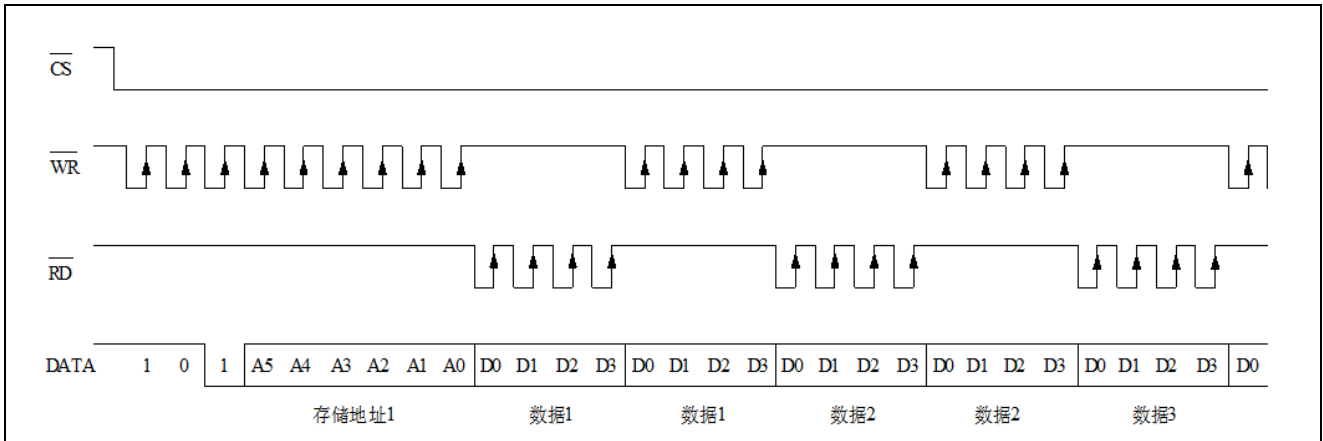 CS
WR
RD
DATA 1 0 1 A5 A4 A3 A2 A1 A0 D0 D1 D2 D3 D0 D1 D2 D3 D0 D1 D2 D3 D0 D1 D2 D3 D0 D1 D2 D3 D0
存储地址1 数据1 数据1 数据2 数据2 数据3